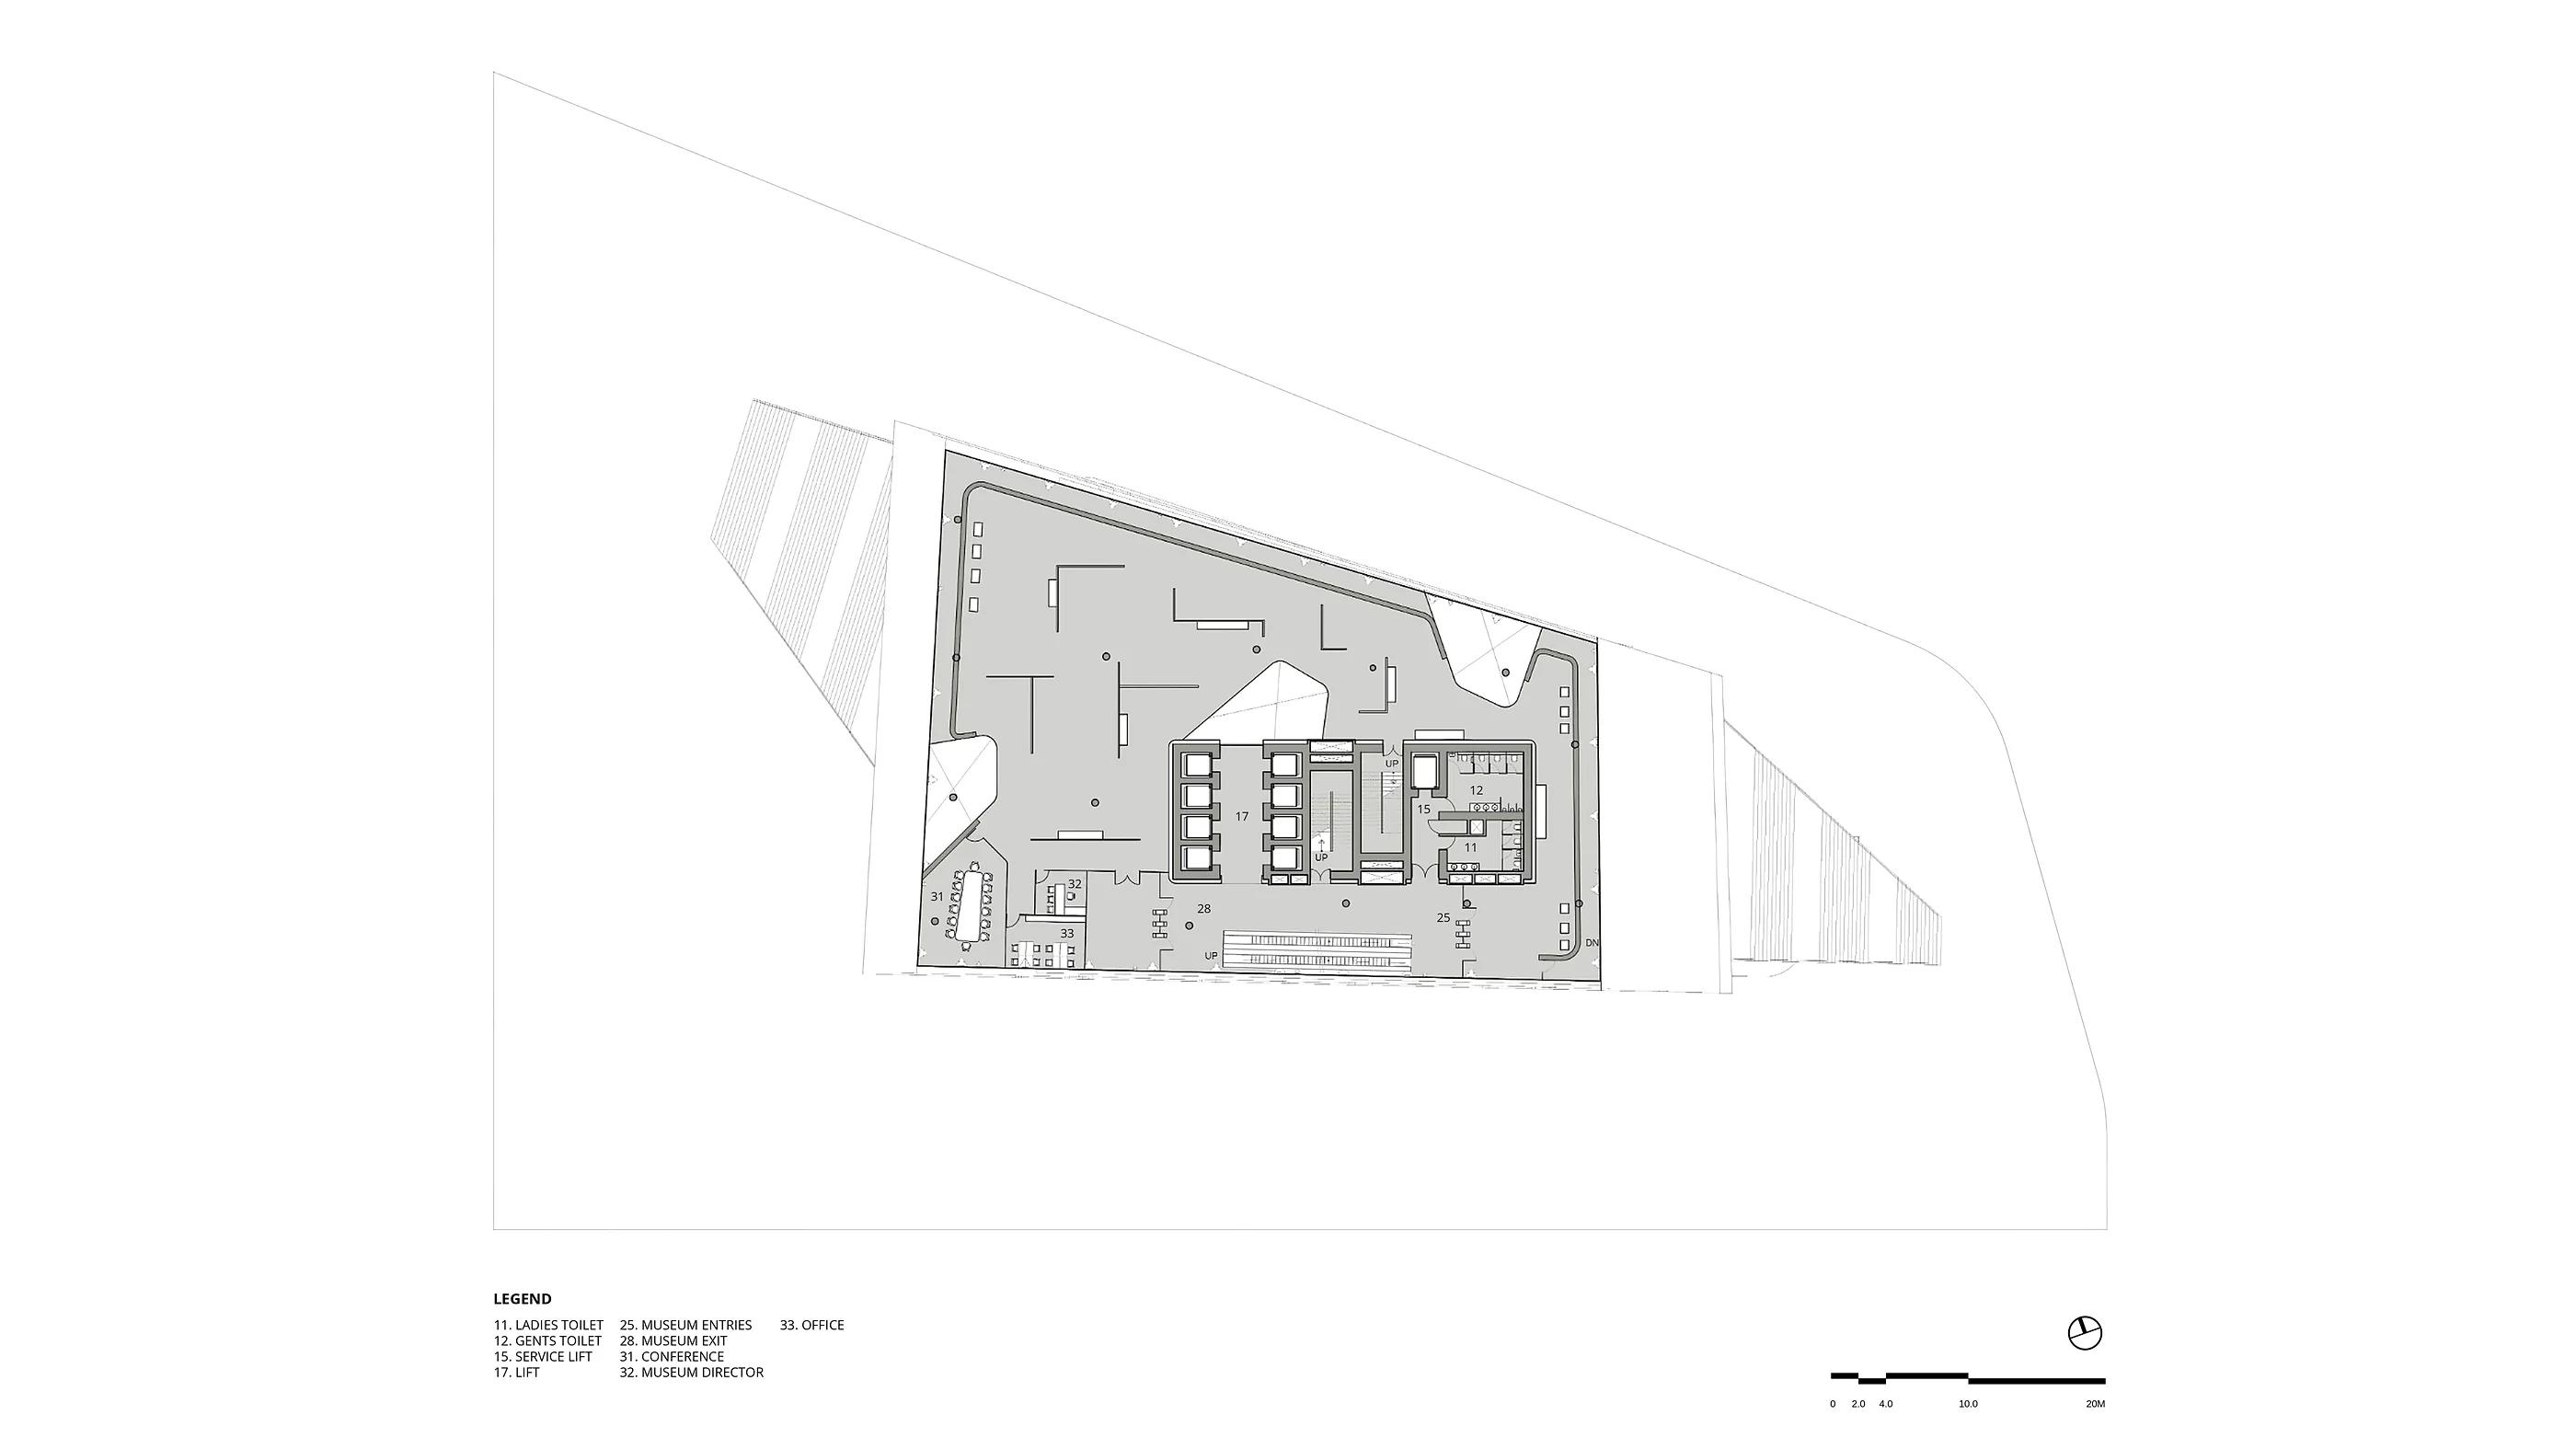 UP
12
15
17
11
UP
32
31
28
25
33
DN
UP
LEGEND
11. LADIES TOILET
12. GENTS TOILET
15. SERVICE LIFT
17. LIFT
25. MUSEUM ENTRIES
28. MUSEUM EXIT
31. CONFERENCE
32. MUSEUM DIRECTOR
33. OFFICE
0 2.0 4.0 10.0 20M